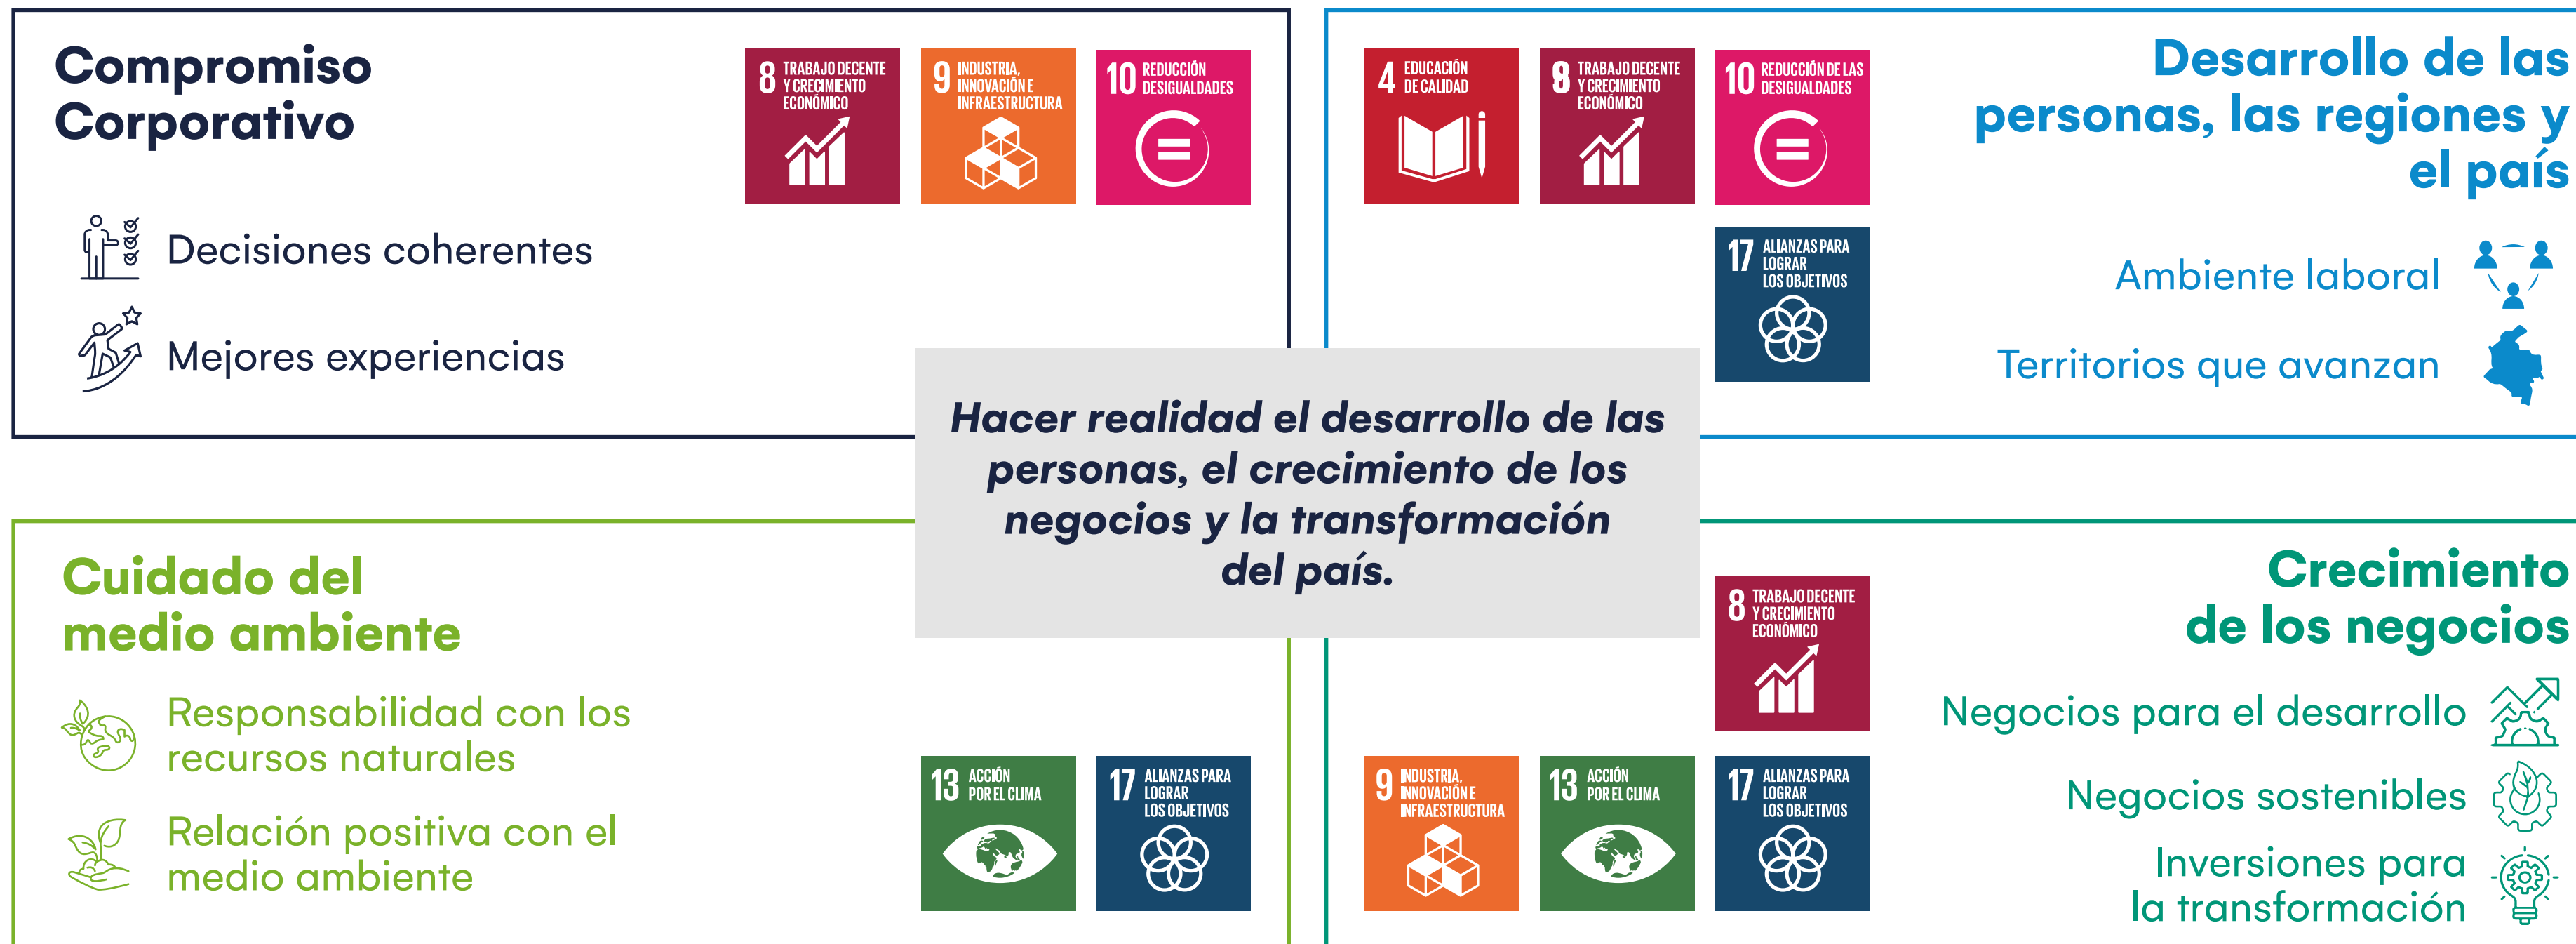 Compromiso
Corporativo
8 TRABAJO DECENTE
Y CRECIMIENTO
ECONÓMICO
9 INDUSTRIA,
INNOVACIÓN E
INFRAESTRUCTURA
10 REDUCCIÓN
DESIGUALDADES
Decisiones coherentes
Mejores experiencias
4 EDUCACIÓN
DE CALIDAD
8 TRABAJO DECENTE
Y CRECIMIENTO
ECONÓMICO
10 REDUCCIÓN DE LAS
DESIGUALDADES
17 ALIANZAS PARA
LOGRAR
LOS OBJETIVOS
Desarrollo de las
personas, las regiones y
el país
Ambiente laboral
Territorios que avanzan
Hacer realidad el desarrollo de las
personas, el crecimiento de los
negocios y la transformación
del país.
Cuidado del
medio ambiente
Responsabilidad con los
recursos naturales
Relación positiva con el
medio ambiente
13 ACCIÓN
POR EL CLIMA
17 ALIANZAS PARA
LOGRAR
LOS OBJETIVOS
8 TRABAJO DECENTE
Y CRECIMIENTO
ECONÓMICO
9 INDUSTRIA,
INNOVACIÓN E
INFRAESTRUCTURA
13 ACCIÓN
POR EL CLIMA
17 ALIANZAS PARA
LOGRAR
LOS OBJETIVOS
Crecimiento
de los negocios
Negocios para el desarrollo
Negocios sostenibles
Inversiones para
la transformación